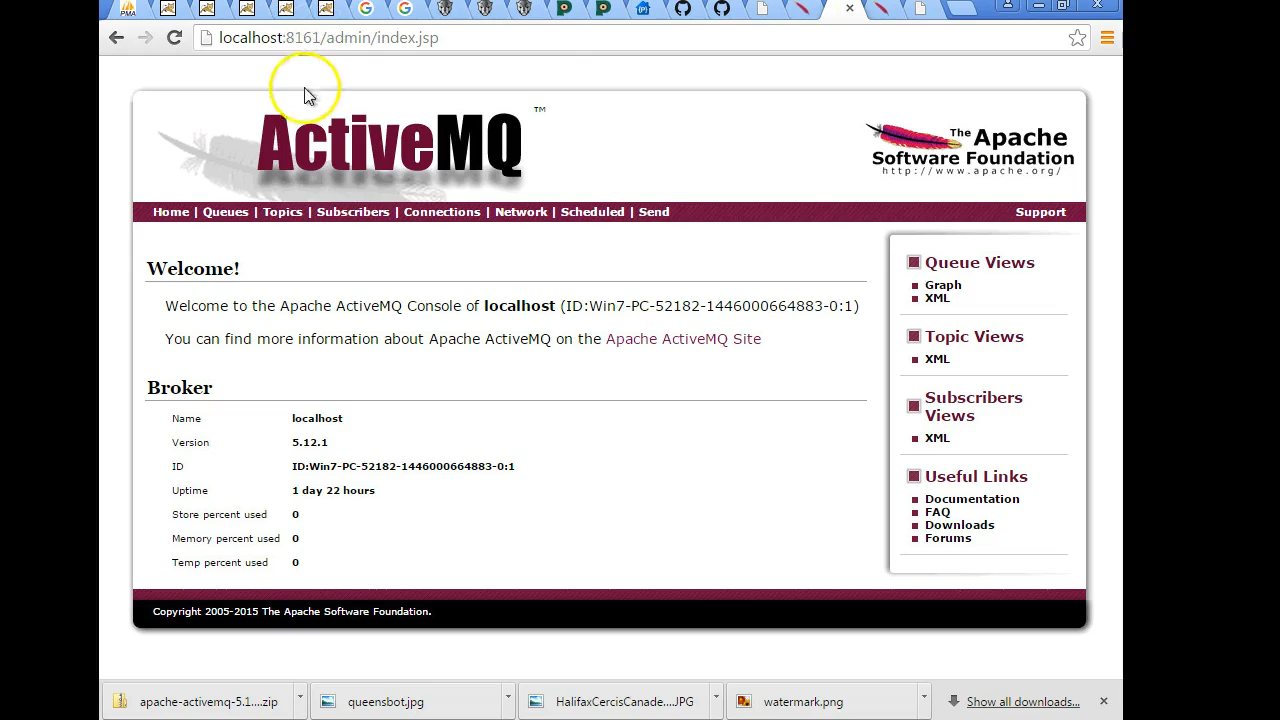 PMA
localhost:8161/admin/index.jsp
ActiveMQ ™
The Apache
Software Foundation
http://www.apache.org/
Home | Queues | Topics | Subscribers | Connections | Network | Scheduled | Send
Support
Welcome!
Welcome to the Apache ActiveMQ Console of localhost (ID:Win7-PC-52182-1446000664883-0:1)
You can find more information about Apache ActiveMQ on the Apache ActiveMQ Site
Broker
Name localhost
Version 5.12.1
ID ID:Win7-PC-52182-1446000664883-0:1
Uptime 1 day 22 hours
Store percent used 0
Memory percent used 0
Temp percent used 0
Queue Views
Graph
XML
Topic Views
XML
Subscribers
Views
XML
Useful Links
Documentation
FAQ
Downloads
Forums
Copyright 2005-2015 The Apache Software Foundation.
apache-activemq-5.1....zip
queensbot.jpg
HalifaxCercisCanade....JPG
watermark.png
Show all downloads...